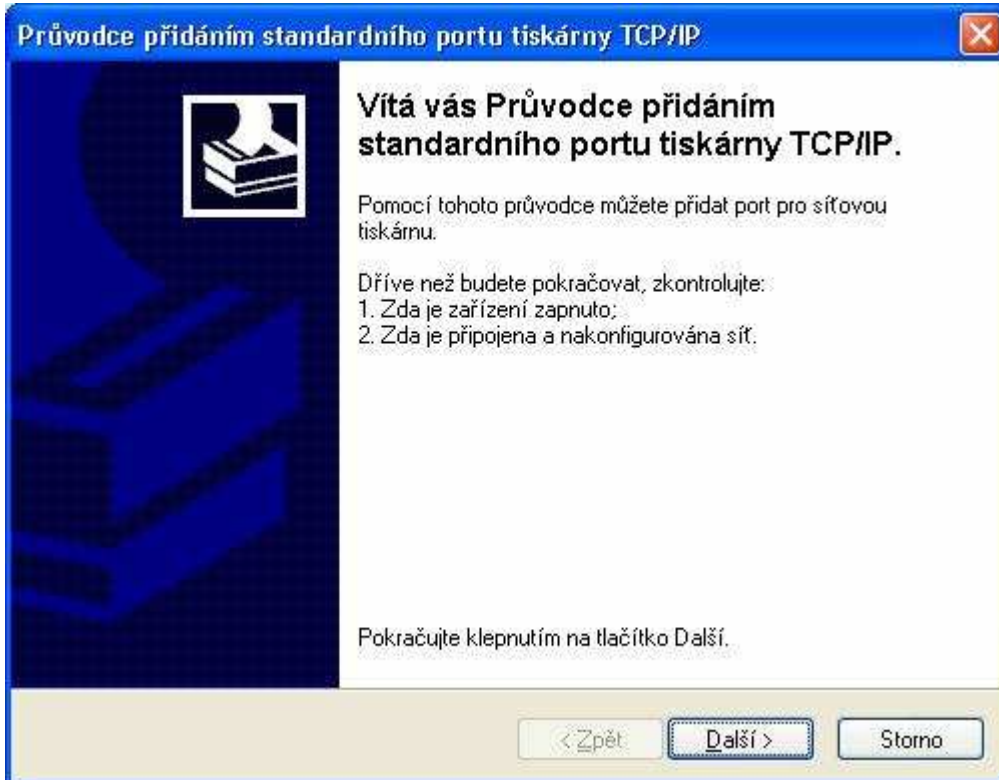 Průvodce přidáním standardního portu tiskárny TCP/IP
Vítá vás Průvodce přidáním
standardního portu tiskárny TCP/IP.
Pomocí tohoto průvodce můžete přidat port pro síťovou
tiskárnu.
Dříve než budete pokračovat, zkontrolujte:
1. Zda je zařízení zapnuto;
2. Zda je připojena a nakonfigurována síť.
Pokračujte klepnutím na tlačítko Další.
< Zpět
Další >
Storno